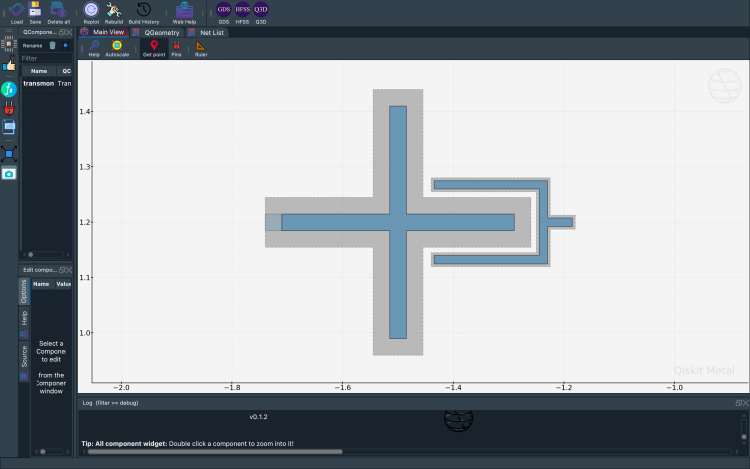 Load Save Delete all Replot Rebuild Build History Web Help GDS HFSS Q3D
GDS HFSS Q3D
QCompone...
Rename
Filter
Name QC
transmon Tran
Main View QGeometry Net List
Help Autoscale Get point Pins Ruler
1.4
1.3
1.2
1.1
1.0
−2.0 −1.8 −1.6 −1.4 −1.2 −1.0
Qiskit Metal
Edit compo...
Options
Help
Source
Name Value
Select a
Componen
to edit
from the
Componen
window
Log (filter >= debug)
v0.1.2
Tip: All component widget: Double click a component to zoom into it!